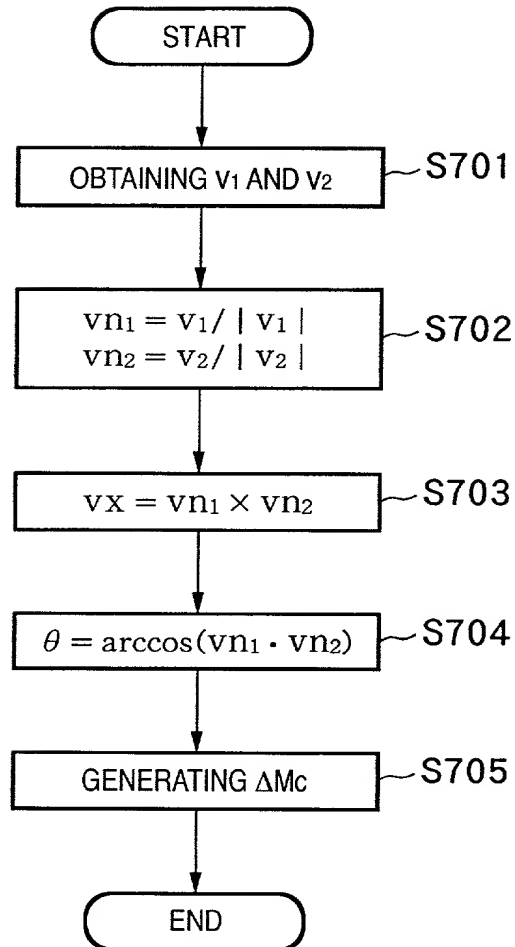 START
OBTAINING v₁ AND v₂
S701
vn₁ = v₁/ | v₁ |
vn₂ = v₂/ | v₂ |
S702
vx = vn₁ × vn₂
S703
θ = arccos(vn₁ · vn₂)
S704
GENERATING ΔMc
S705
END